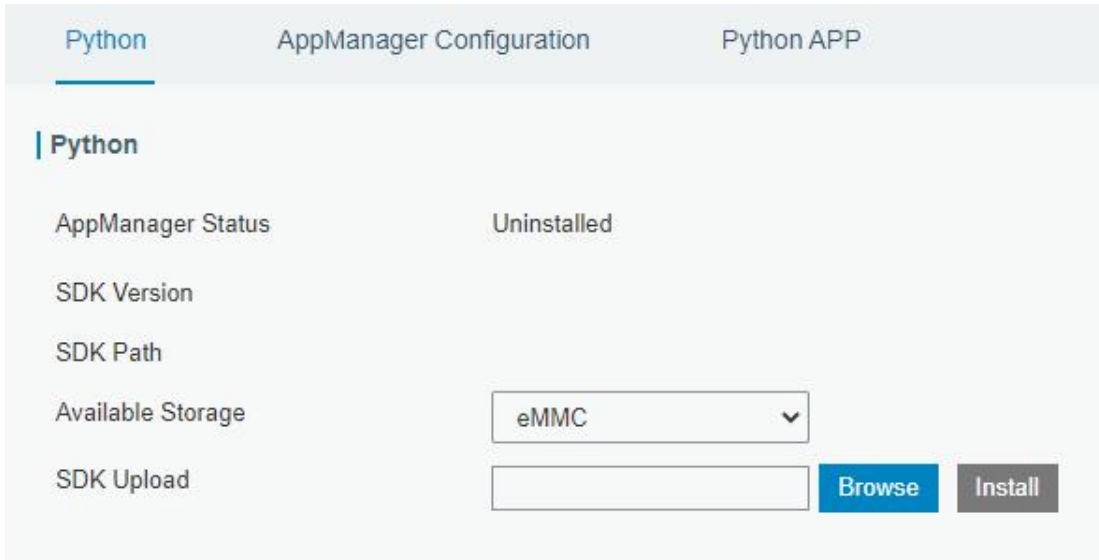 Python AppManager Configuration Python APP
Python
AppManager Status Uninstalled
SDK Version
SDK Path
Available Storage eMMC
SDK Upload Browse Install